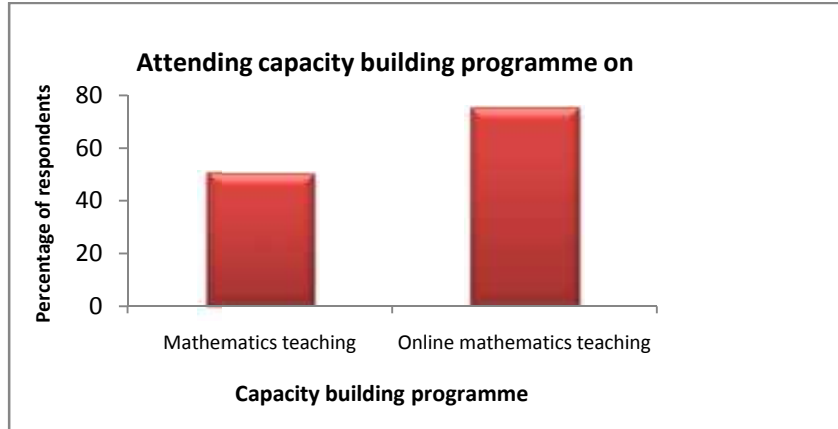 Attending capacity building programme on
Percentage of respondents
80
60
40
20
0
Mathematics teaching
Online mathematics teaching
Capacity building programme